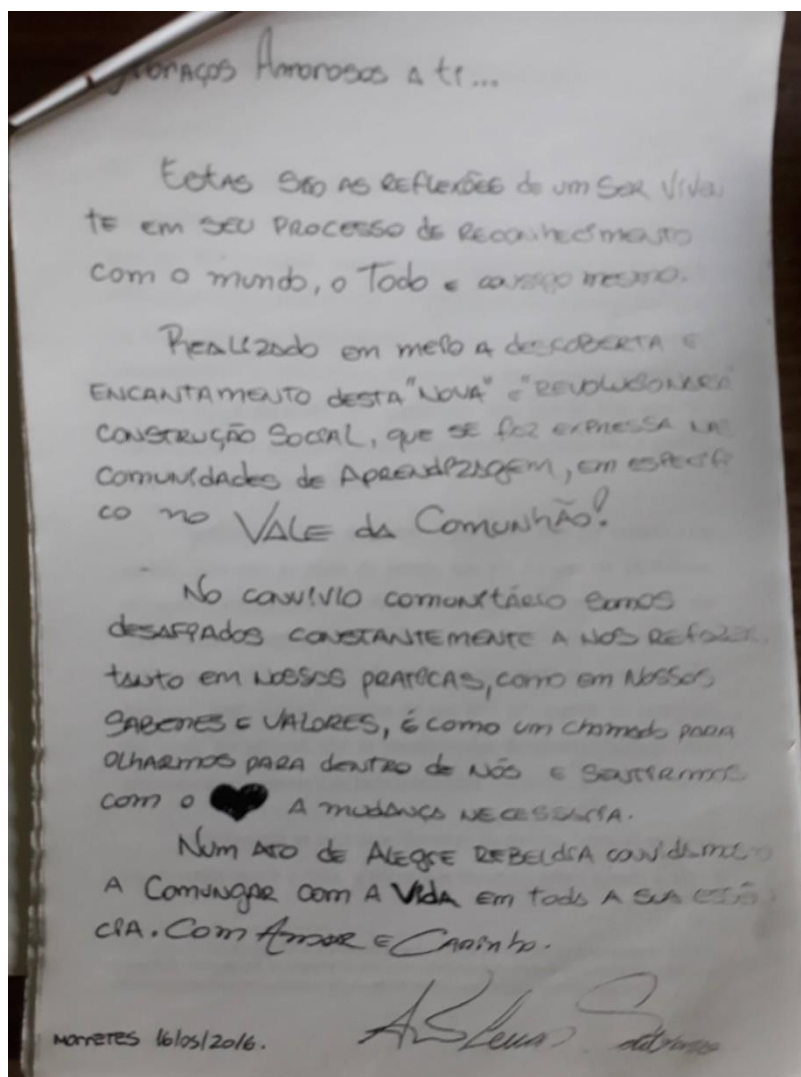 Abraços Amorosos a ti...
Estas são as reflexões de um Ser Viven
te em seu processo de reconhecimento
com o mundo, o Todo e consigo mesmo.
Realizado em meio a descoberta e
encantamento desta "nova" e "revolucionária"
construção social, que se faz expressa nas
comunidades de Aprendizagem, em específi
co no Vale da Comunhão!
No convívio comunitário somos
desafiados constantemente a nos refazer
tanto em nossas praticas, como em nossos
saberes e valores, é como um chamado para
olharmos para dentro de nós e sentirmos
com o ♥ a mudança necessária.
Num ato de Alegre rebeldia convidamos
a Comungar com a Vida em toda a sua essên
cia. Com Amor e Carinho.
Morretes 16/05/2016.